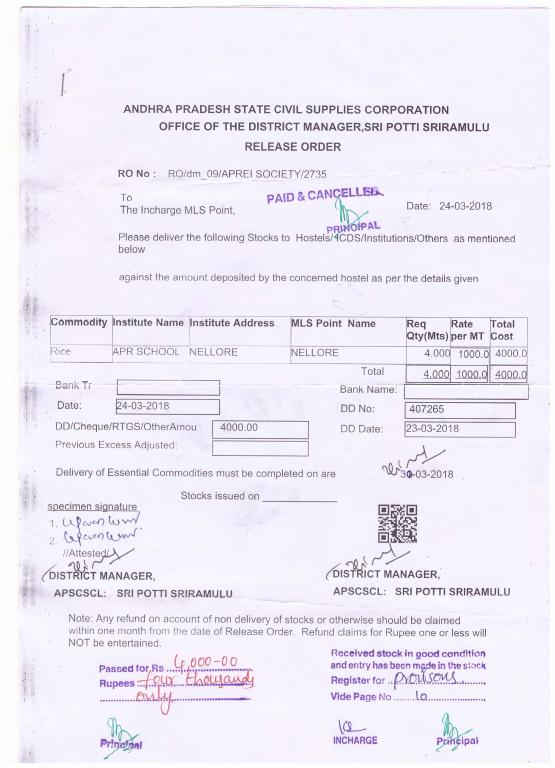 ANDHRA PRADESH STATE CIVIL SUPPLIES CORPORATION
OFFICE OF THE DISTRICT MANAGER,SRI POTTI SRIRAMULU
RELEASE ORDER
RO No : RO/dm_09/APREI SOCIETY/2735
To
PAID & CANCELLED
The Incharge MLS Point,
Date: 24-03-2018
PRINCIPAL
Please deliver the following Stocks to Hostels/ICDS/Institutions/Others as mentioned
below
against the amount deposited by the concerned hostel as per the details given
Commodity Institute Name Institute Address MLS Point Name Req Qty(Mts) Rate per MT Total Cost
Rice APR SCHOOL NELLORE NELLORE 4.000 1000.0 4000.0
Total 4.000 1000.0 4000.0
Bank Tr
Bank Name:
Date: 24-03-2018
DD No: 407265
DD/Cheque/RTGS/OtherAmou 4000.00
DD Date: 23-03-2018
Previous Excess Adjusted:
Delivery of Essential Commodities must be completed on are 30-03-2018
Stocks issued on
specimen signature
1.
2.
//Attested//
DISTRICT MANAGER, DISTRICT MANAGER,
APSCSCL: SRI POTTI SRIRAMULU APSCSCL: SRI POTTI SRIRAMULU
Note: Any refund on account of non delivery of stocks or otherwise should be claimed
within one month from the date of Release Order. Refund claims for Rupee one or less will
NOT be entertained.
Passed for Rs 4,000-00
Rupees four thousands
only
Received stock in good condition
and entry has been made in the stock
Register for provisons
Vide Page No 10
Principal
INCHARGE
Principal